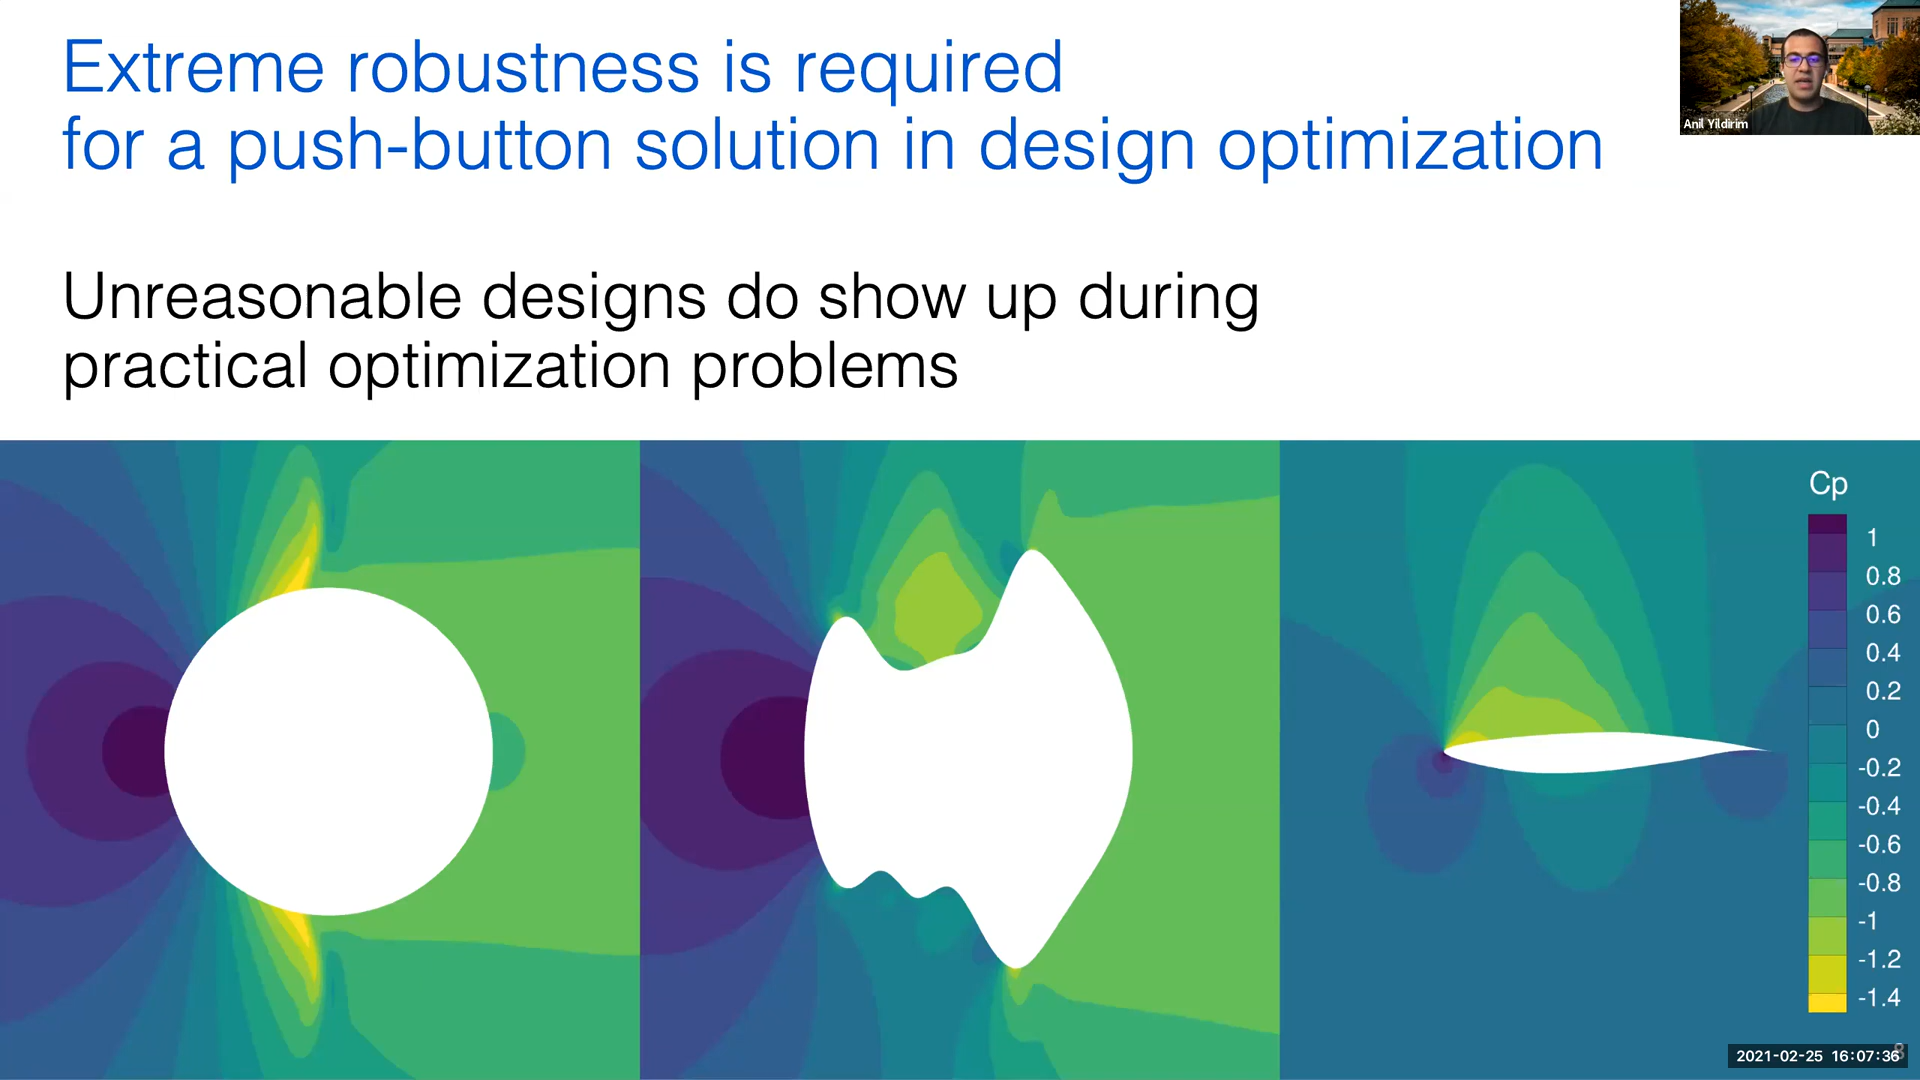 Extreme robustness is required
for a push-button solution in design optimization
Anil Yildirim
Unreasonable designs do show up during
practical optimization problems
Cp
1
0.8
0.6
0.4
0.2
0
-0.2
-0.4
-0.6
-0.8
-1
-1.2
-1.4
2021-02-25 16:07:36
8